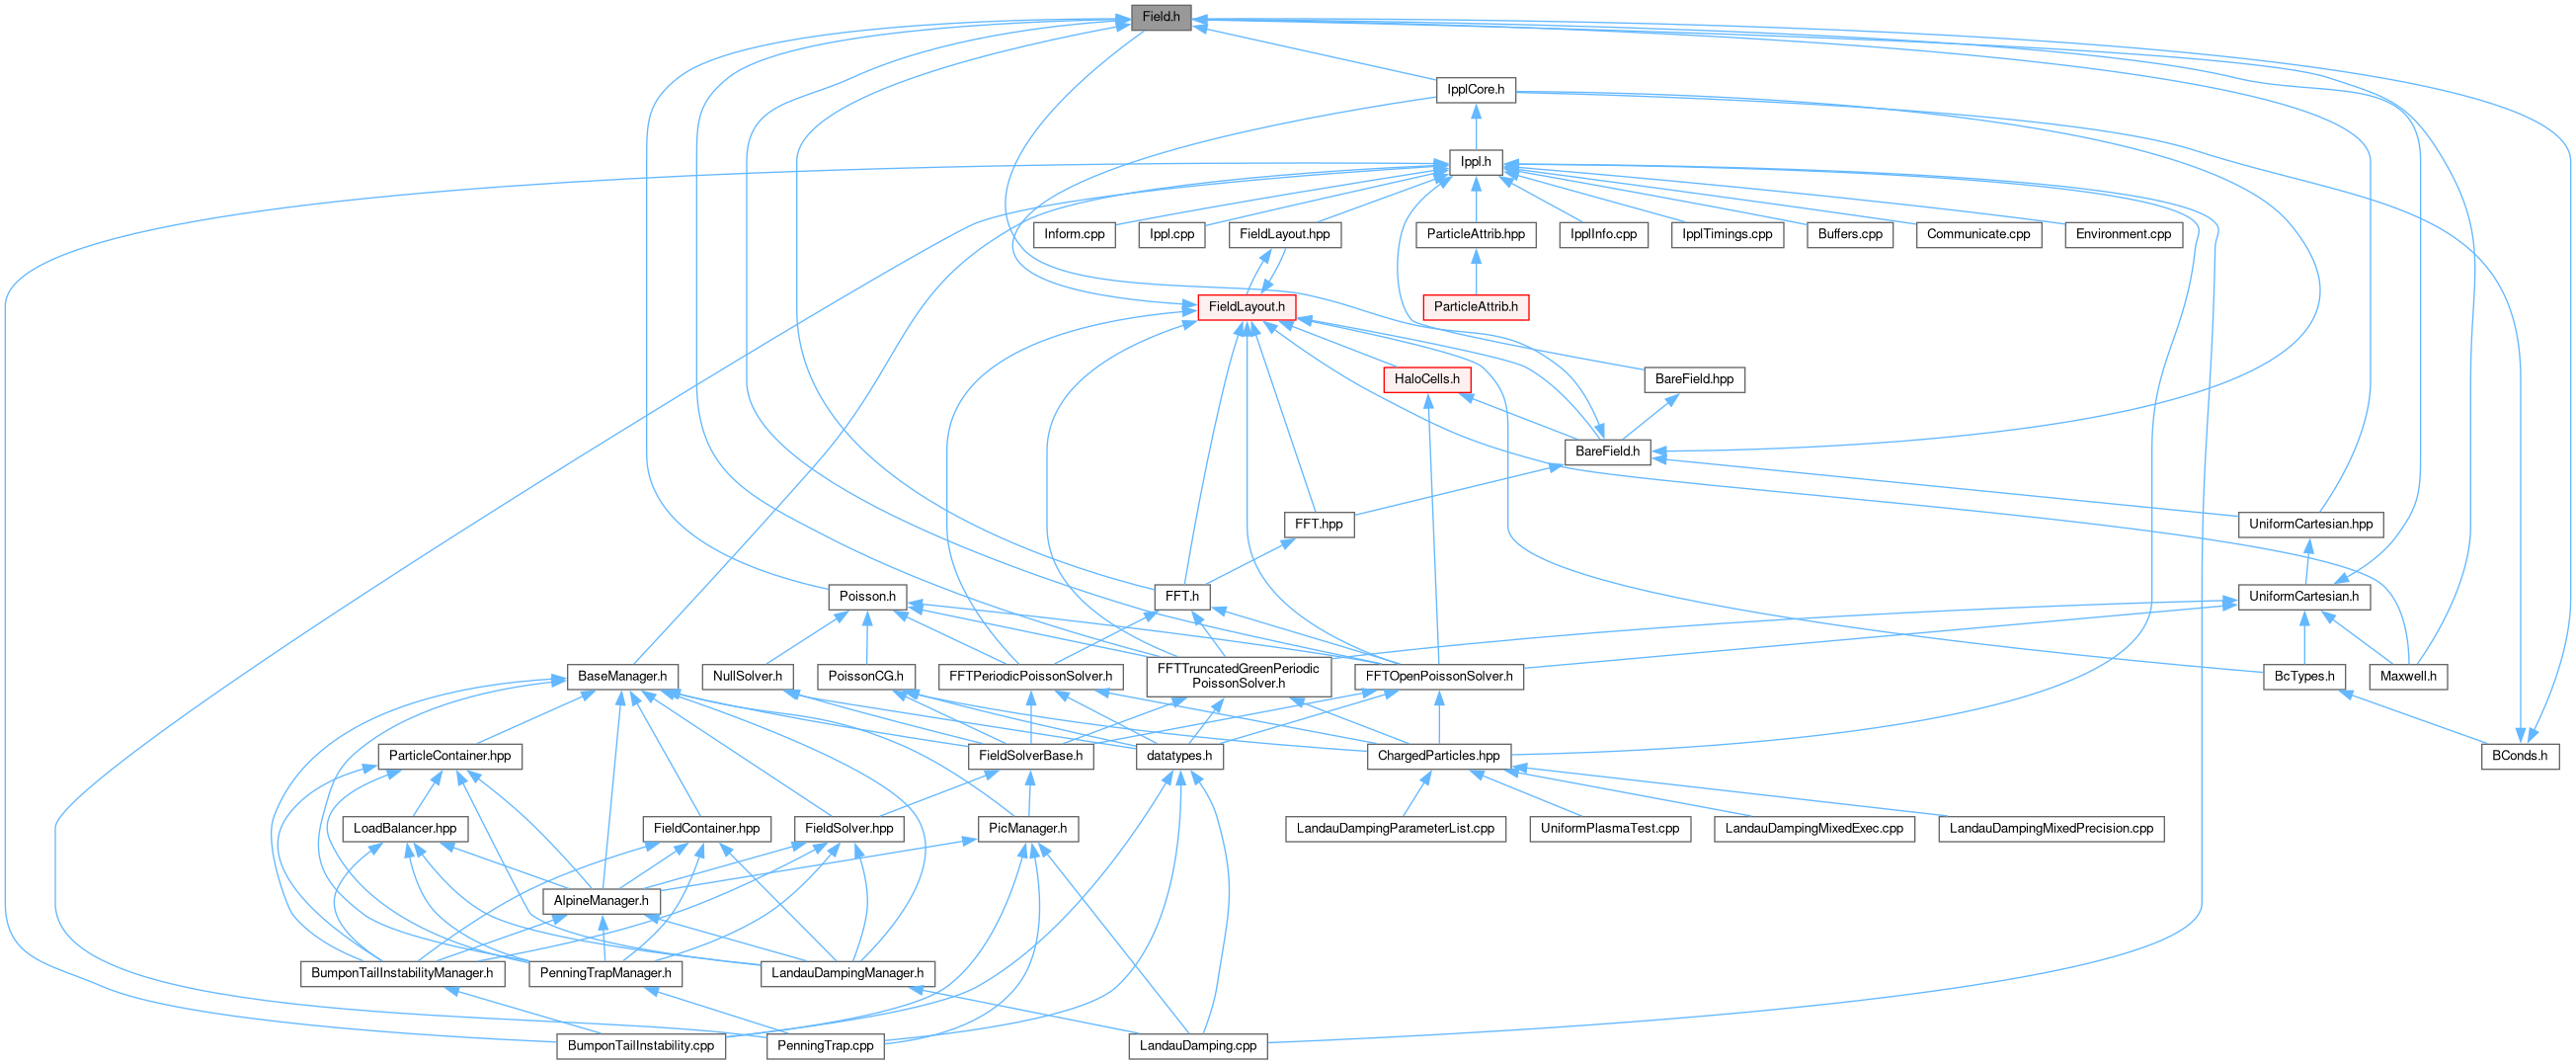 Field.h
IpplCore.h
Ippl.h
Inform.cpp
Ippl.cpp
FieldLayout.hpp
ParticleAttrib.hpp
IpplInfo.cpp
IpplTimings.cpp
Buffers.cpp
Communicate.cpp
Environment.cpp
FieldLayout.h
ParticleAttrib.h
HaloCells.h
BareField.hpp
BareField.h
FFT.hpp
UniformCartesian.hpp
Poisson.h
FFT.h
UniformCartesian.h
BaseManager.h
NullSolver.h
PoissonCG.h
FFTPeriodicPoissonSolver.h
FFTTruncatedGreenPeriodic
PoissonSolver.h
FFTOpenPoissonSolver.h
BcTypes.h
Maxwell.h
ParticleContainer.hpp
FieldSolverBase.h
datatypes.h
ChargedParticles.hpp
BConds.h
LoadBalancer.hpp
FieldContainer.hpp
FieldSolver.hpp
PicManager.h
LandauDampingParameterList.cpp
UniformPlasmaTest.cpp
LandauDampingMixedExec.cpp
LandauDampingMixedPrecision.cpp
AlpineManager.h
BumponTailInstabilityManager.h
PenningTrapManager.h
LandauDampingManager.h
BumponTailInstability.cpp
PenningTrap.cpp
LandauDamping.cpp